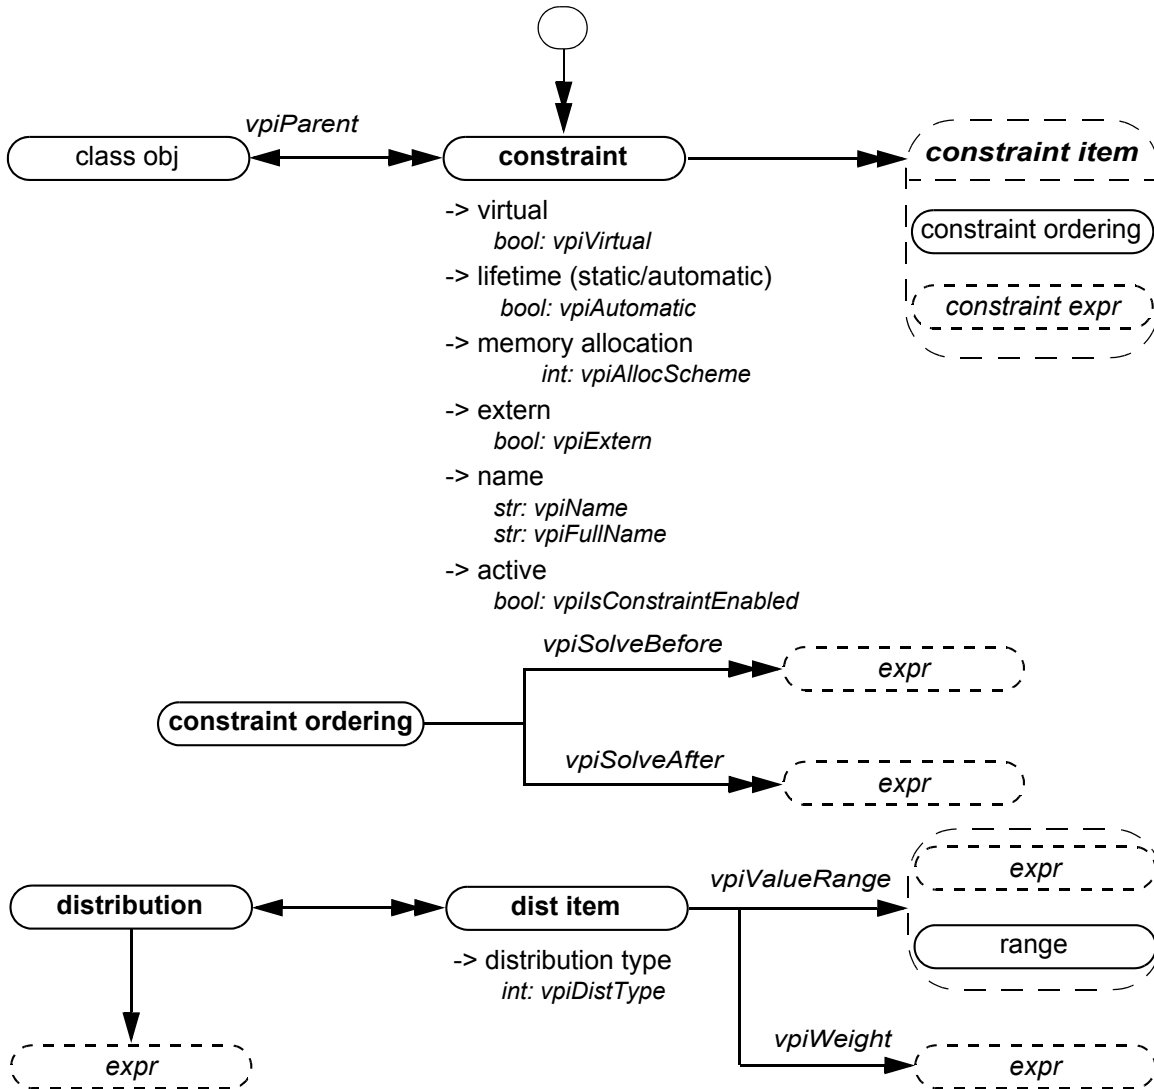 vpiParent
class obj
constraint
constraint item
-> virtual
bool: vpiVirtual
constraint ordering
-> lifetime (static/automatic)
bool: vpiAutomatic
constraint expr
-> memory allocation
int: vpiAllocScheme
-> extern
bool: vpiExtern
-> name
str: vpiName
str: vpiFullName
-> active
bool: vpiIsConstraintEnabled
vpiSolveBefore
expr
constraint ordering
vpiSolveAfter
expr
expr
vpiValueRange
distribution
dist item
range
-> distribution type
int: vpiDistType
vpiWeight
expr
expr